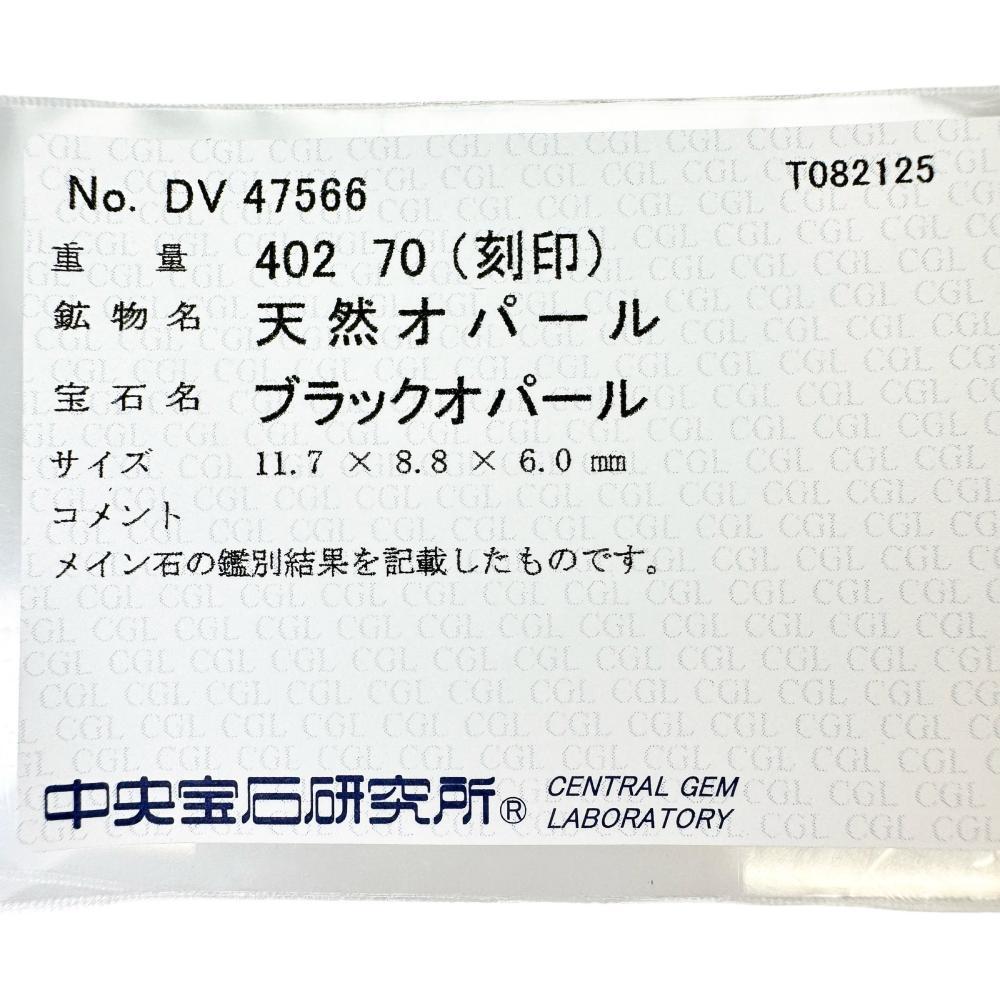 No. DV 47566 T082125
重量 402 70 (刻印)
鉱物名 天然オパール
宝石名 ブラックオパール
サイズ 11.7 × 8.8 × 6.0 mm
コメント
メイン石の鑑別結果を記載したものです。
中央宝石研究所® CENTRAL GEM LABORATORY